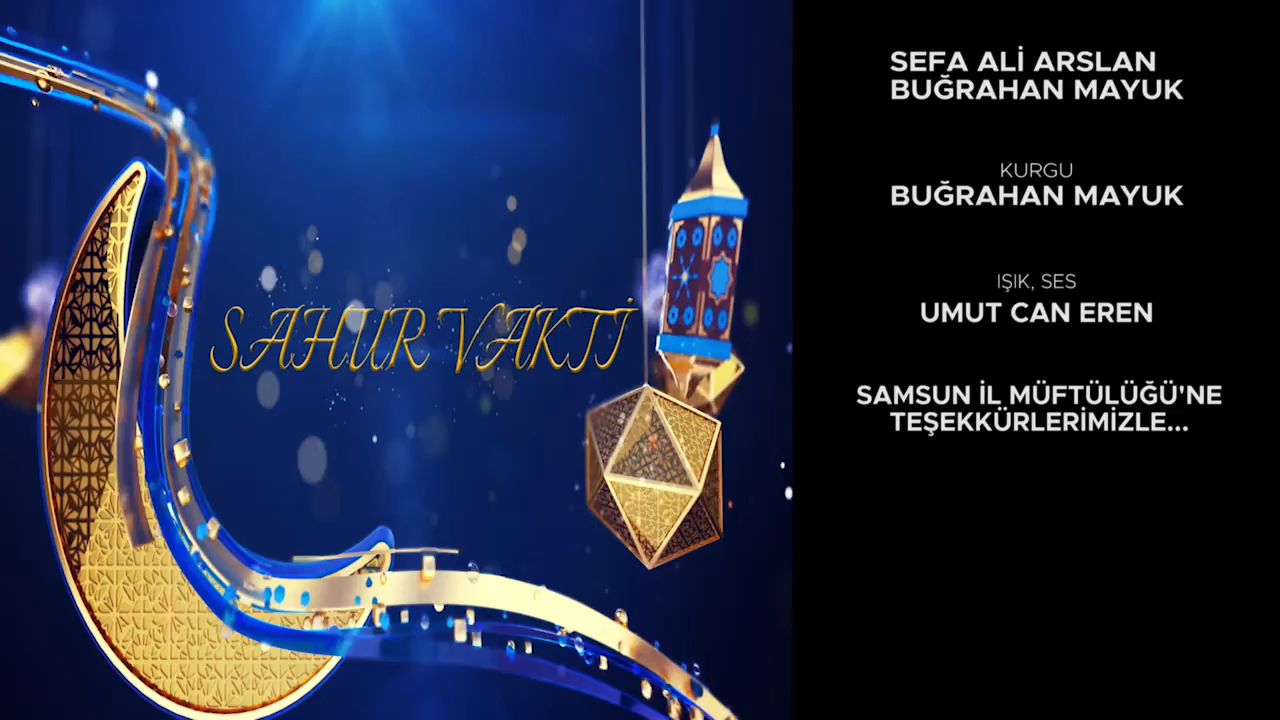 SAHUR VAKTİ
SEFA ALİ ARSLAN
BUĞRAHAN MAYUK
KURGU
BUĞRAHAN MAYUK
IŞIK, SES
UMUT CAN EREN
SAMSUN İL MÜFTÜLÜĞÜ'NE
TEŞEKKÜRLERİMİZLE...